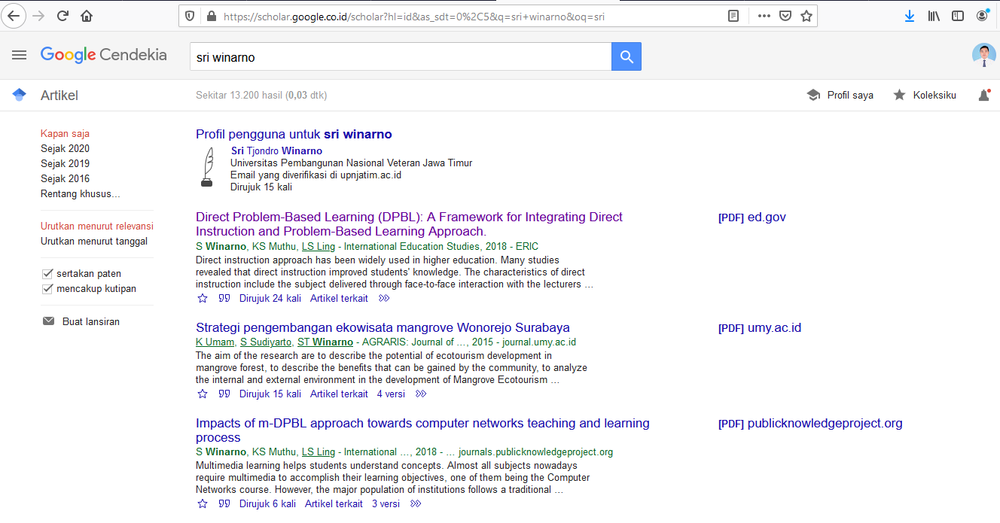 https://scholar.google.co.id/scholar?hl=id&as_sdt=0%2C5&q=sri+winarno&oq=sri
Google Cendekia
sri winarno
Artikel
Sekitar 13.200 hasil (0,03 dtk)
Profil saya
Koleksiku
Kapan saja
Sejak 2020
Sejak 2019
Sejak 2016
Rentang khusus...
Urutkan menurut relevansi
Urutkan menurut tanggal
sertakan paten
mencakup kutipan
Buat lansiran
Profil pengguna untuk sri winarno
Sri Tjondro Winarno
Universitas Pembangunan Nasional Veteran Jawa Timur
Email yang diverifikasi di upnjatim.ac.id
Dirujuk 15 kali
Direct Problem-Based Learning (DPBL): A Framework for Integrating Direct
Instruction and Problem-Based Learning Approach.
S Winarno, KS Muthu, LS Ling - International Education Studies, 2018 - ERIC
Direct instruction approach has been widely used in higher education. Many studies
revealed that direct instruction improved students' knowledge. The characteristics of direct
instruction include the subject delivered through face-to-face interaction with the lecturers …
Dirujuk 24 kali Artikel terkait
[PDF] ed.gov
Strategi pengembangan ekowisata mangrove Wonorejo Surabaya
K Umam, S Sudiyarto, ST Winarno - AGRARIS: Journal of …, 2015 - journal.umy.ac.id
The aim of the research are to describe the potential of ecotourism development in
mangrove forest, to describe the benefits that can be gained by the community, to analyze
the internal and external environment in the development of Mangrove Ecotourism …
Dirujuk 15 kali Artikel terkait 4 versi
[PDF] umy.ac.id
Impacts of m-DPBL approach towards computer networks teaching and learning
process
S Winarno, KS Muthu, LS Ling - International …, 2018 - … journals.publicknowledgeproject.org
Multimedia learning helps students understand concepts. Almost all subjects nowadays
require multimedia to accomplish their learning objectives, one of them being the Computer
Networks course. However, the major population of institutions follows a traditional …
Dirujuk 6 kali Artikel terkait 3 versi
[PDF] publicknowledgeproject.org